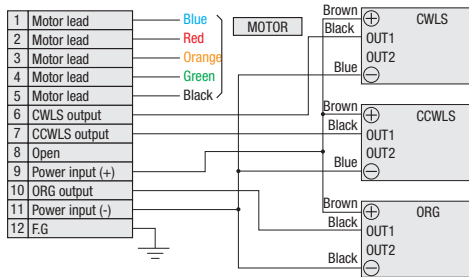 1 Motor lead Blue
2 Motor lead Red
3 Motor lead Orange
4 Motor lead Green
5 Motor lead Black
6 CWLS output
7 CCWLS output
8 Open
9 Power input (+)
10 ORG output
11 Power input (-)
12 F.G
MOTOR
Brown + CWLS
Black OUT1
OUT2
Blue −
Brown + CCWLS
Black OUT1
OUT2
Blue −
Brown + ORG
Black OUT1
OUT2
Black −